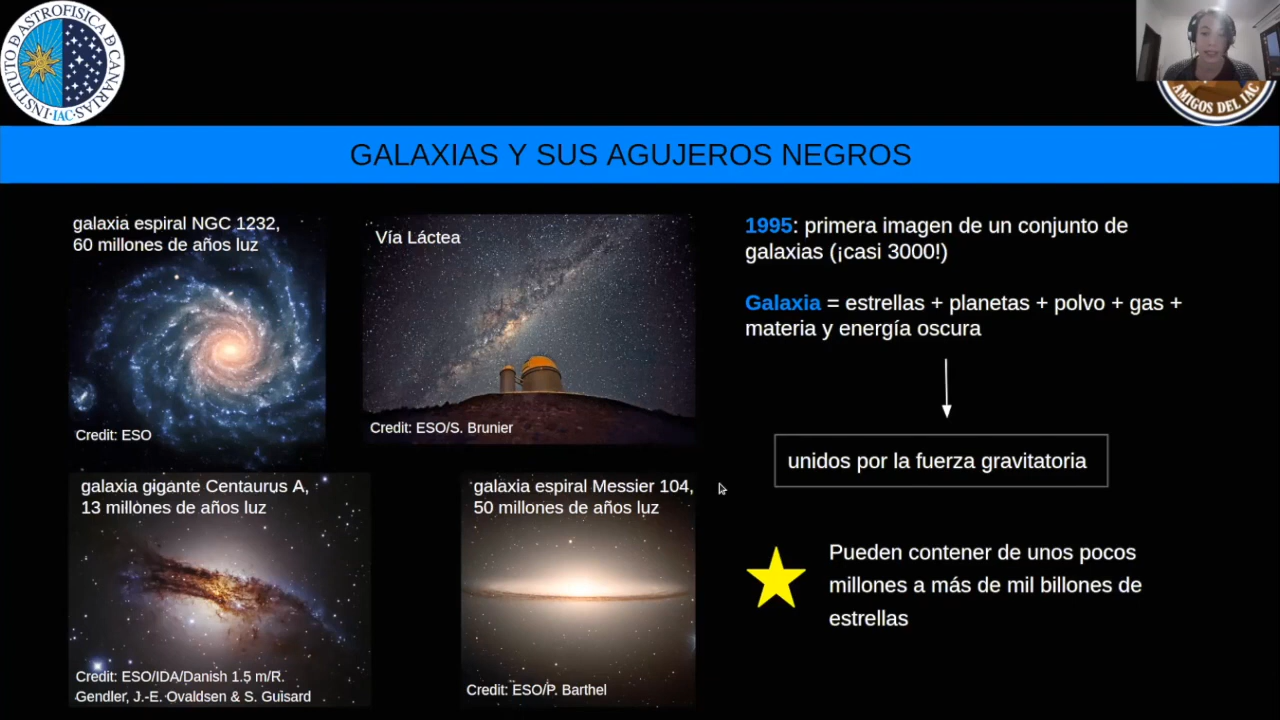 INSTITUTO D ASTROFISICA D CANARIAS
·IAC·
AMIGOS DEL IAC
GALAXIAS Y SUS AGUJEROS NEGROS
galaxia espiral NGC 1232,
60 millones de años luz
Credit: ESO
Vía Láctea
Credit: ESO/S. Brunier
galaxia gigante Centaurus A,
13 millones de años luz
Credit: ESO/IDA/Danish 1.5 m/R.
Gendler, J.-E. Ovaldsen & S. Guisard
galaxia espiral Messier 104,
50 millones de años luz
Credit: ESO/P. Barthel
1995: primera imagen de un conjunto de
galaxias (¡casi 3000!)
Galaxia = estrellas + planetas + polvo + gas +
materia y energía oscura
unidos por la fuerza gravitatoria
Pueden contener de unos pocos
millones a más de mil billones de
estrellas